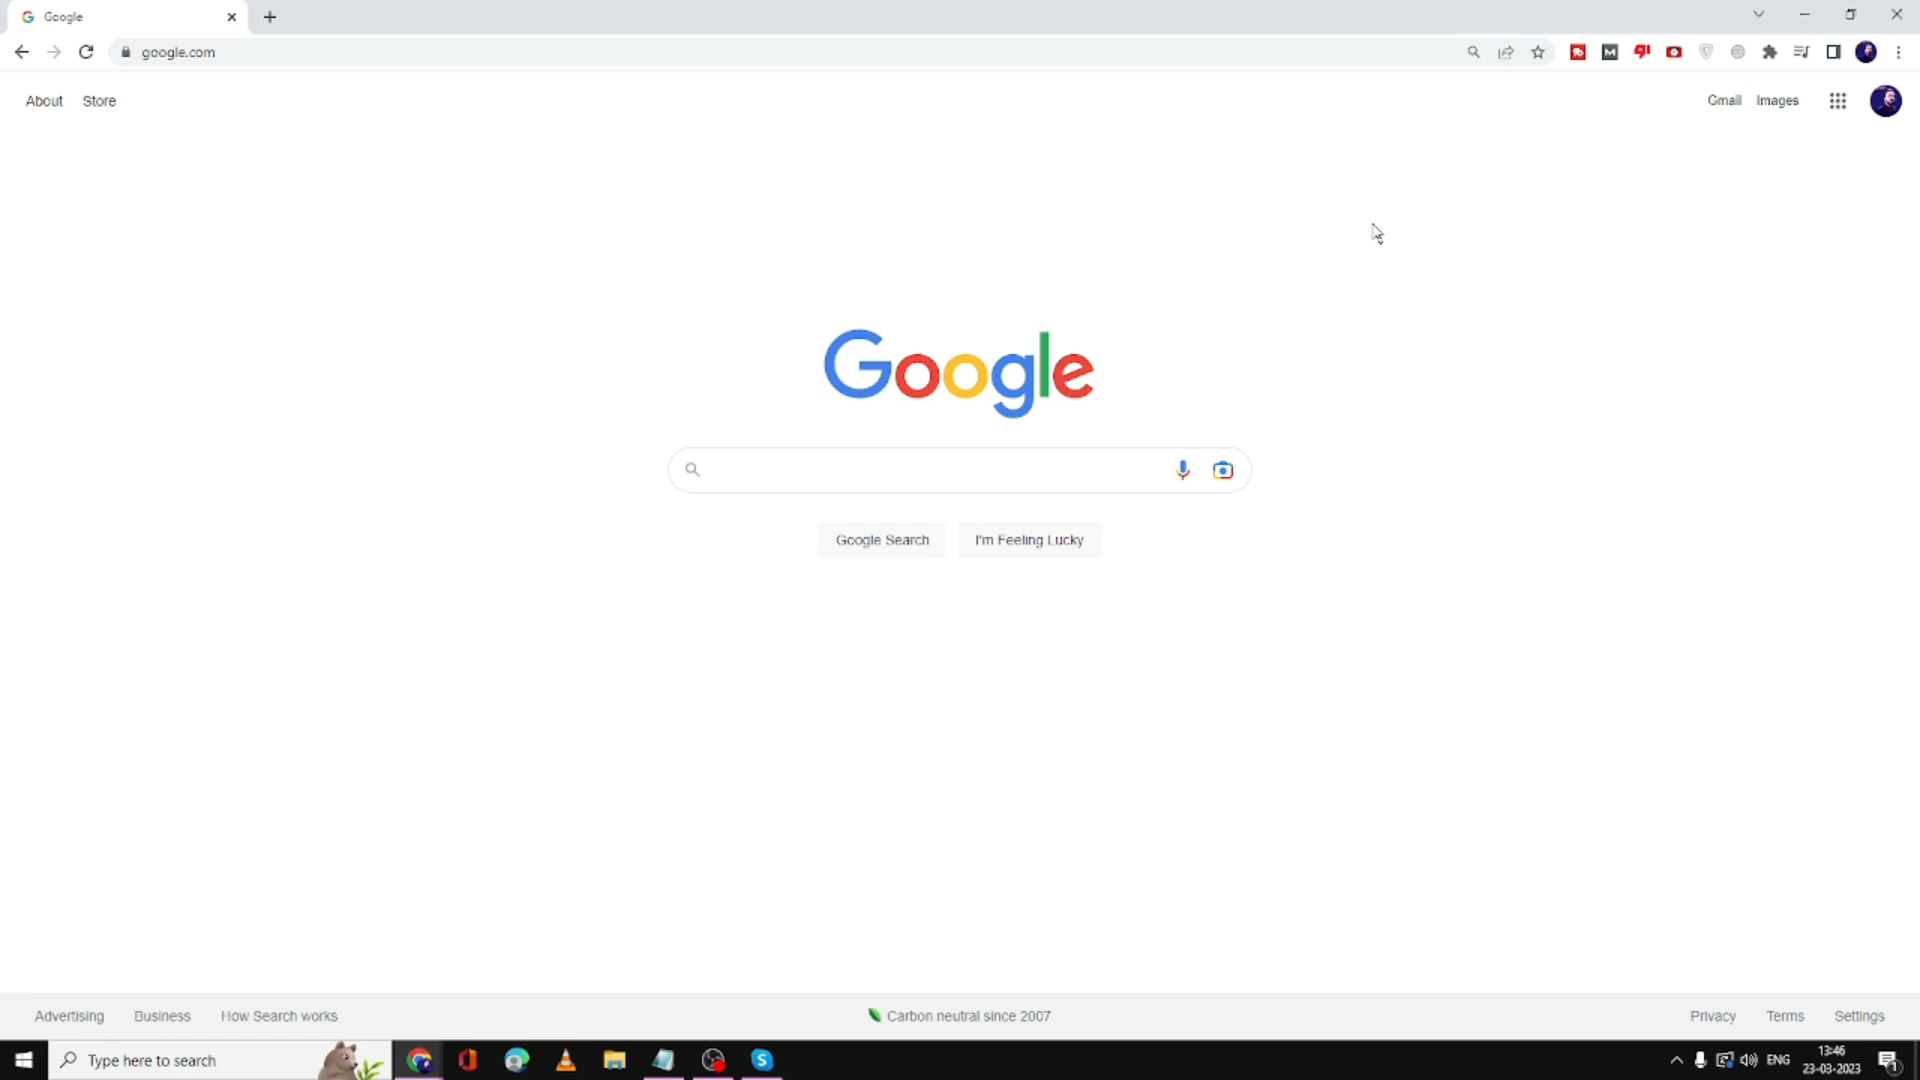 Google
google.com
About Store
Gmail Images
Google
Google Search I'm Feeling Lucky
Advertising Business How Search works
Carbon neutral since 2007
Privacy Terms Settings
Type here to search
ENG
13:46
23-03-2023
1